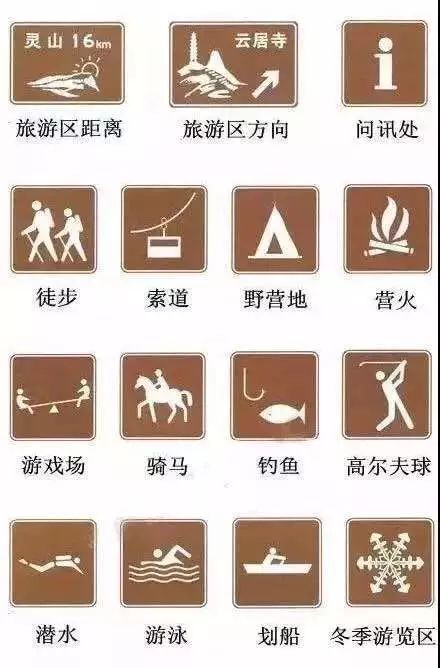 灵山 16km
云居寺
旅游区距离
旅游区方向
问讯处
徒步
索道
野营地
营火
游戏场
骑马
钓鱼
高尔夫球
潜水
游泳
划船
冬季游览区